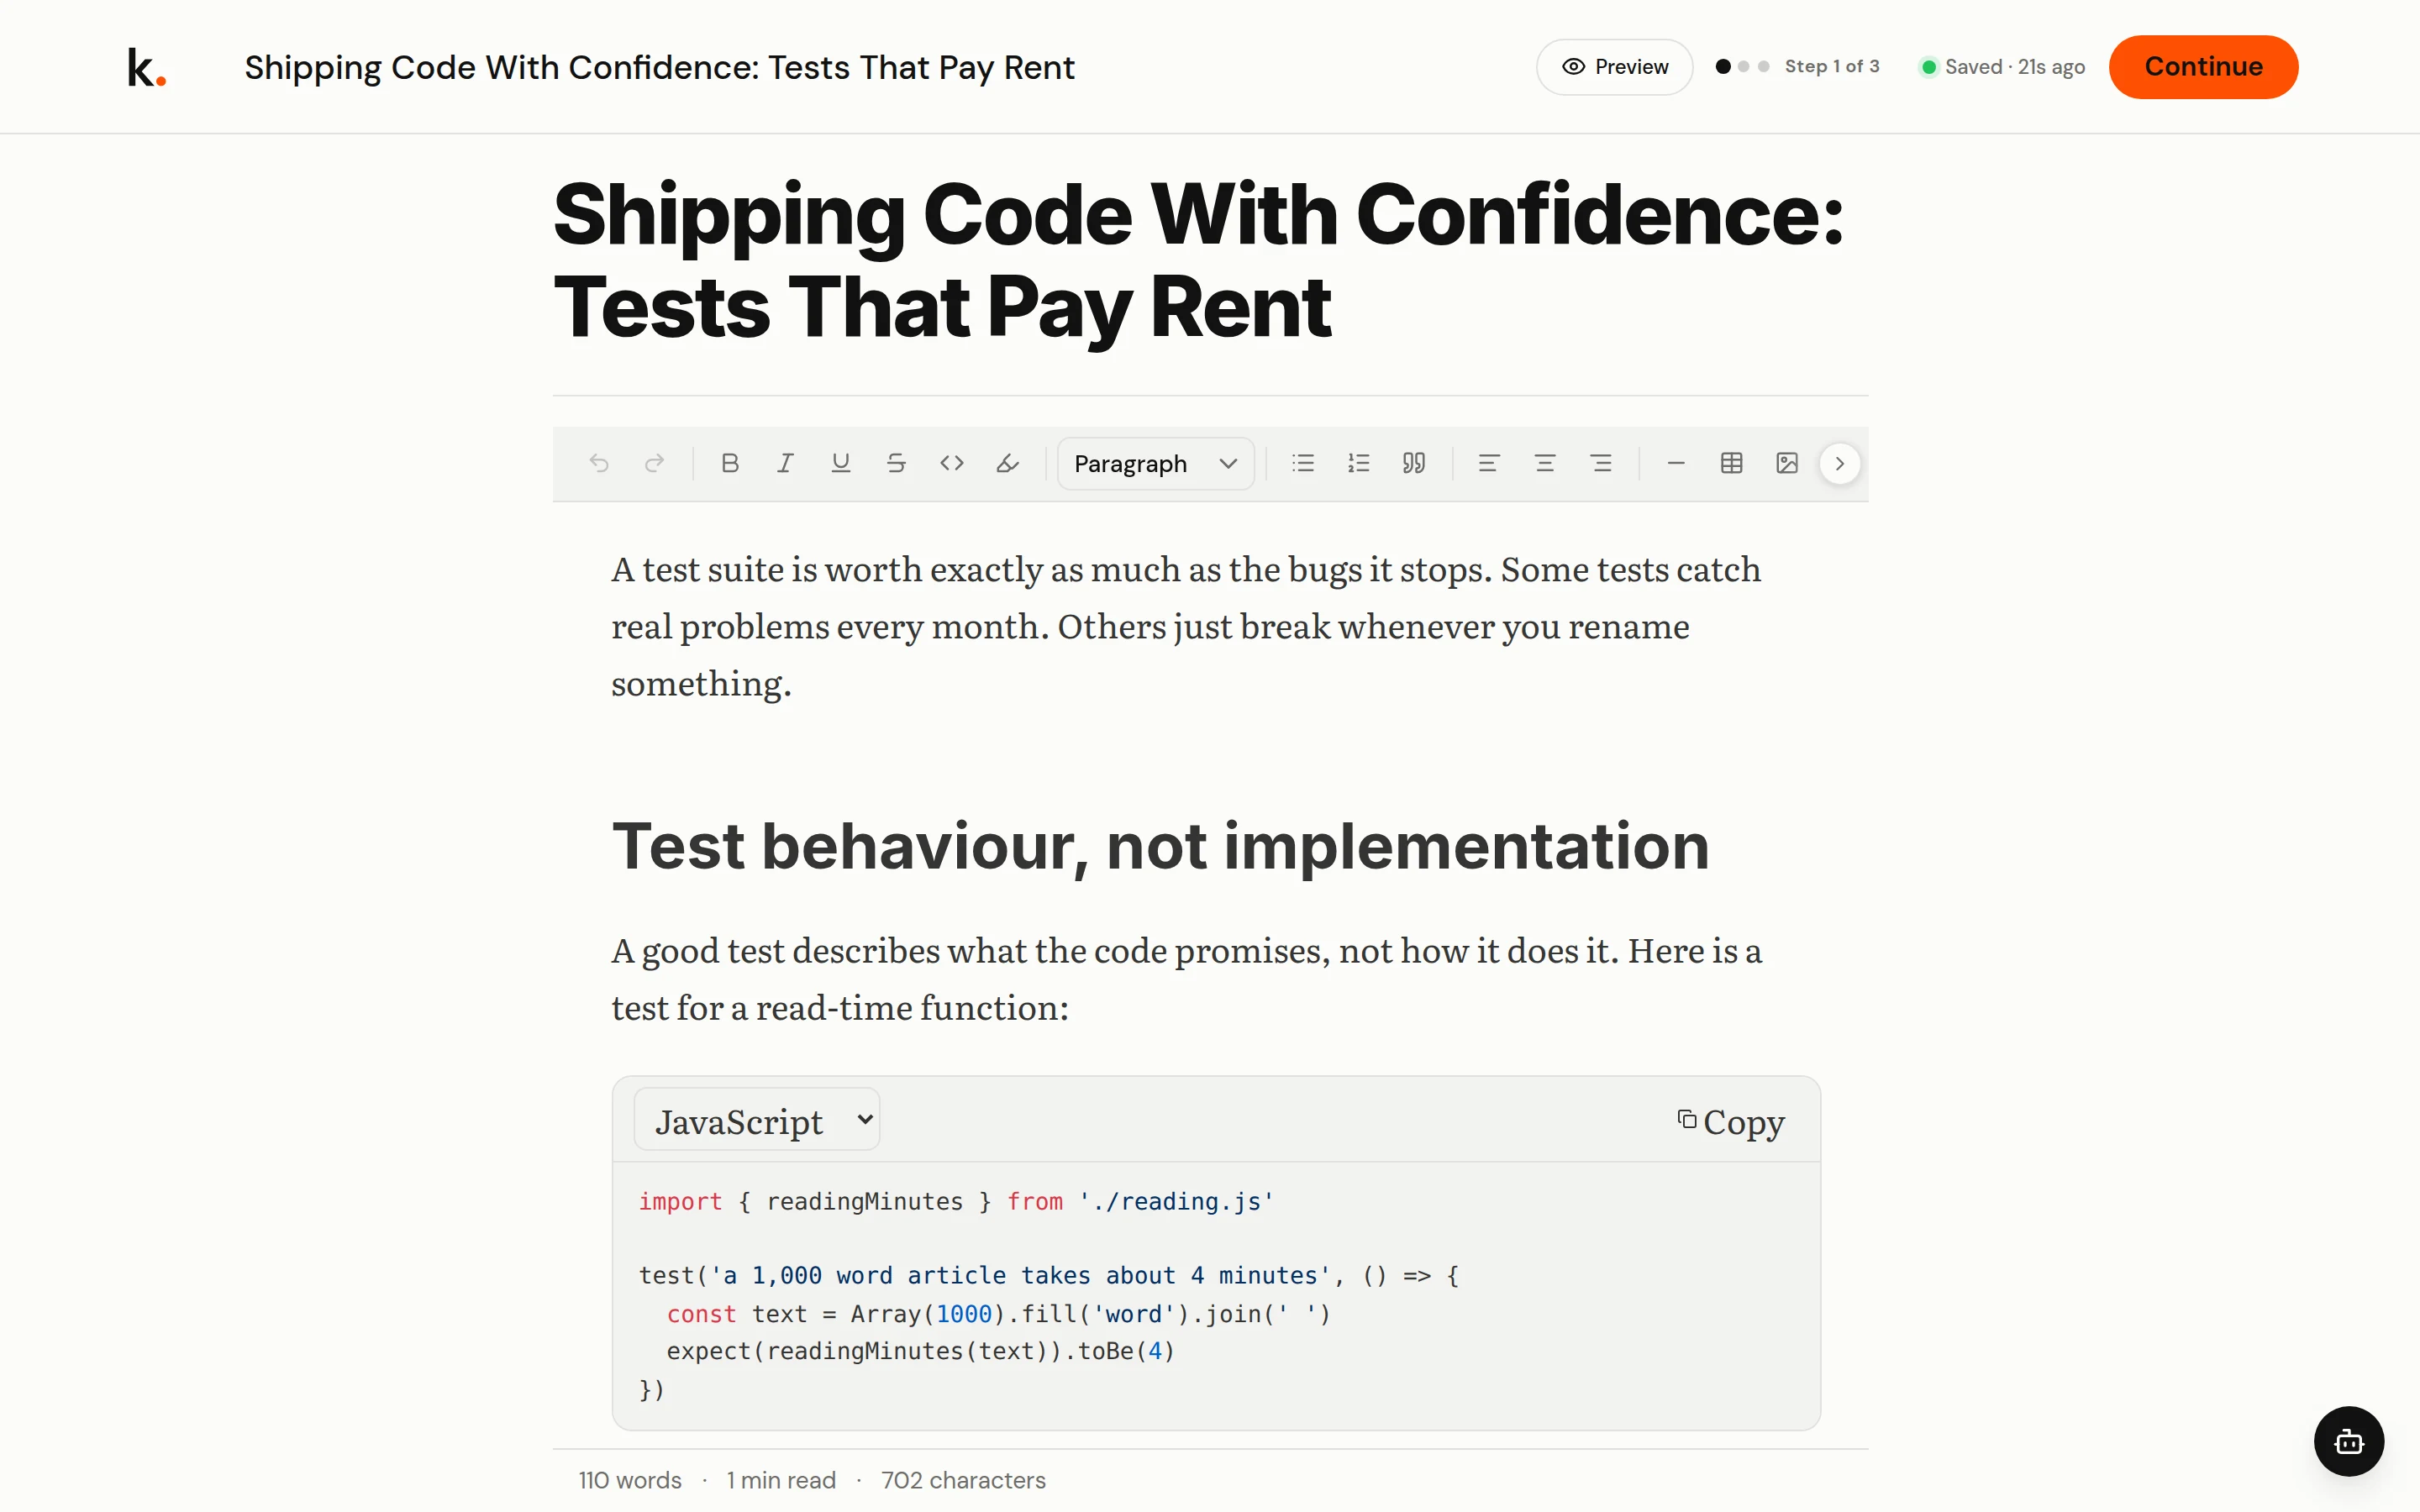 k.
Shipping Code With Confidence: Tests That Pay Rent
Preview
Step 1 of 3
Saved · 21s ago
Continue
Shipping Code With Confidence:
Tests That Pay Rent
Paragraph
A test suite is worth exactly as much as the bugs it stops. Some tests catch
real problems every month. Others just break whenever you rename
something.
Test behaviour, not implementation
A good test describes what the code promises, not how it does it. Here is a
test for a read-time function:
JavaScript
Copy
import { readingMinutes } from './reading.js'
test('a 1,000 word article takes about 4 minutes', () => {
  const text = Array(1000).fill('word').join(' ')
  expect(readingMinutes(text)).toBe(4)
})
110 words · 1 min read · 702 characters